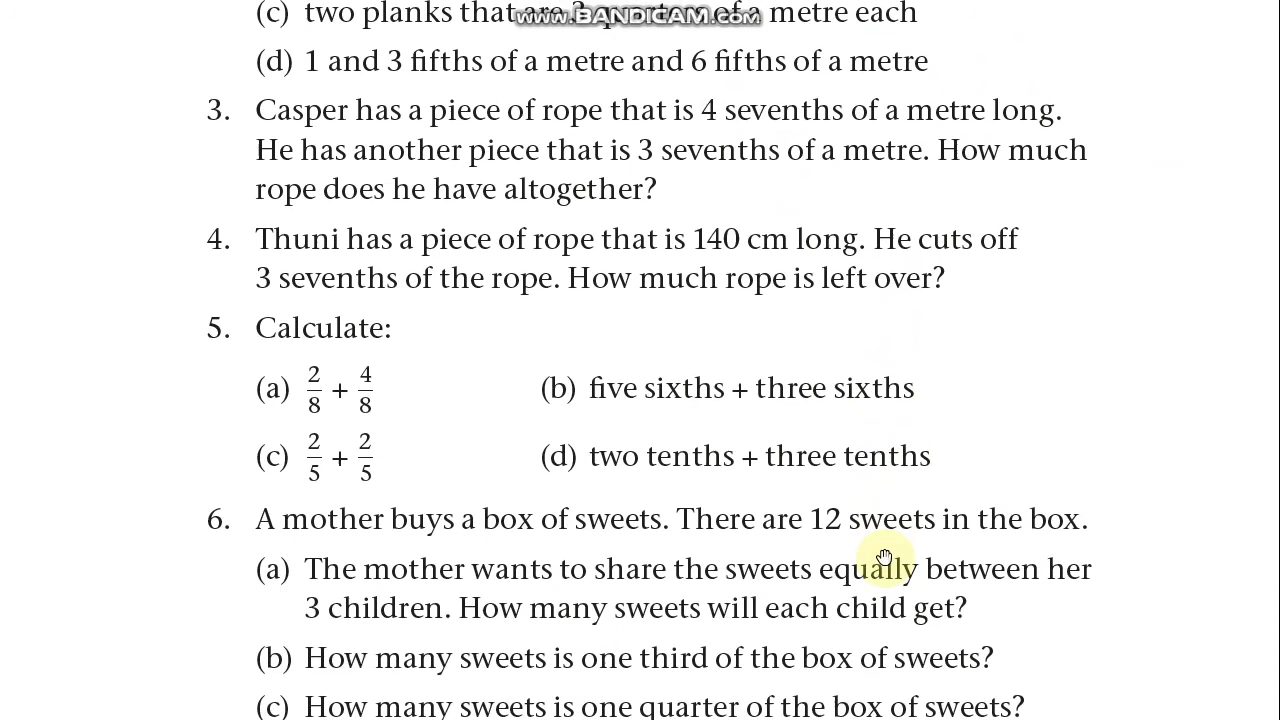 (c) two planks that are 3 quarters of a metre each
www.BANDICAM.com
(d) 1 and 3 fifths of a metre and 6 fifths of a metre
3. Casper has a piece of rope that is 4 sevenths of a metre long.
He has another piece that is 3 sevenths of a metre. How much
rope does he have altogether?
4. Thuni has a piece of rope that is 140 cm long. He cuts off
3 sevenths of the rope. How much rope is left over?
5. Calculate:
(a) 2/8 + 4/8 (b) five sixths + three sixths
(c) 2/5 + 2/5 (d) two tenths + three tenths
6. A mother buys a box of sweets. There are 12 sweets in the box.
(a) The mother wants to share the sweets equally between her
3 children. How many sweets will each child get?
(b) How many sweets is one third of the box of sweets?
(c) How many sweets is one quarter of the box of sweets?